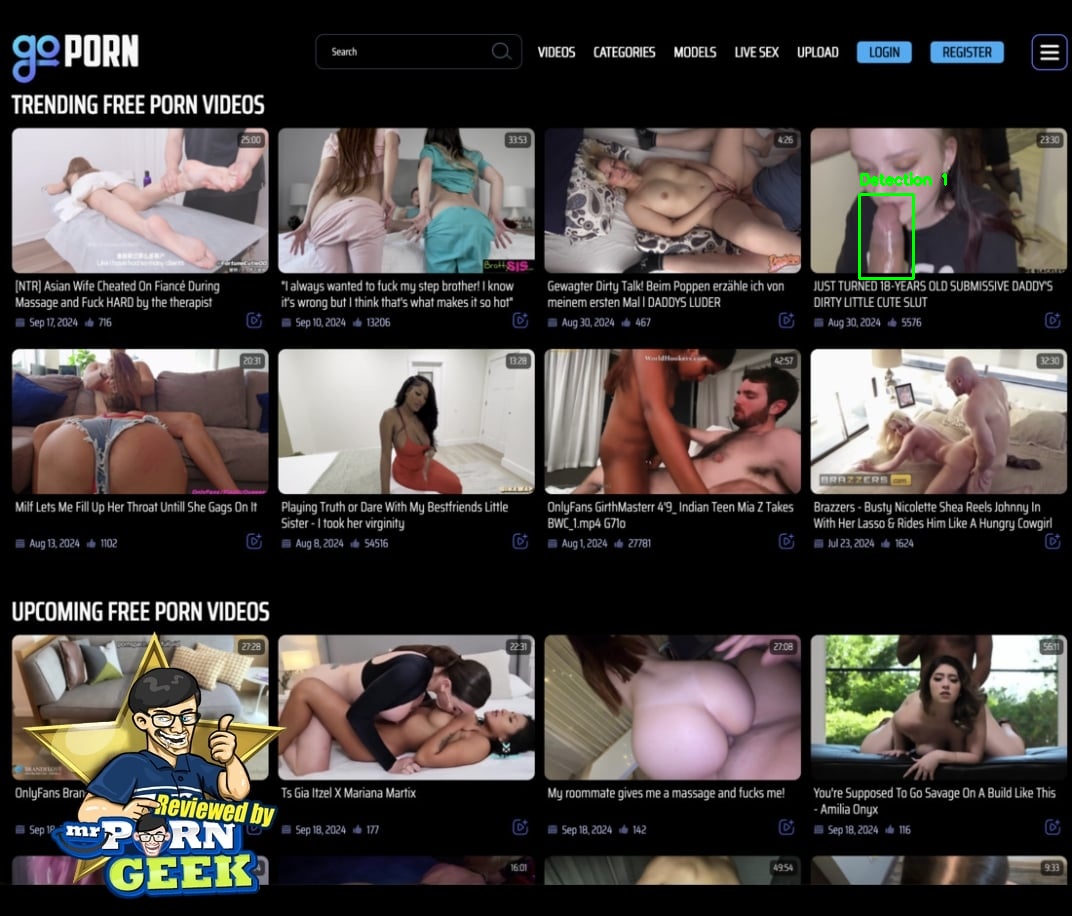 go PORN
Search
VIDEOS CATEGORIES MODELS LIVE SEX UPLOAD LOGIN REGISTER
TRENDING FREE PORN VIDEOS
25:00
33:53
4:26
23:30
Detection 1
Like I have had so many clients
[NTR] Asian Wife Cheated On Fiancé During
Massage and Fuck HARD by the therapist
Sep 17, 2024 716
"I always wanted to fuck my step brother! I know
it's wrong but I think that's what makes it so hot"
Sep 10, 2024 13206
Gewagter Dirty Talk! Beim Poppen erzähle ich von
meinem ersten Mal | DADDYS LUDER
Aug 30, 2024 467
JUST TURNED 18-YEARS OLD SUBMISSIVE DADDY'S
DIRTY LITTLE CUTE SLUT
Aug 30, 2024 5576
20:31
13:28
WorldHookers.com
42:57
32:30
BRAZZERS.com
Milf Lets Me Fill Up Her Throat Untill She Gags On It
Aug 13, 2024 1102
Playing Truth or Dare With My Bestfriends Little
Sister - I took her virginity
Aug 8, 2024 54516
OnlyFans GirthMasterr 4'9_ Indian Teen Mia Z Takes
BWC_1.mp4 G71o
Aug 1, 2024 27781
Brazzers - Busty Nicolette Shea Reels Johnny In
With Her Lasso & Rides Him Like A Hungry Cowgirl
Jul 23, 2024 1624
UPCOMING FREE PORN VIDEOS
27:28
22:31
27:08
56:11
OnlyFans Bran
Sep 18
Ts Gia Itzel X Mariana Martix
Sep 18, 2024 177
My roommate gives me a massage and fucks me!
Sep 18, 2024 142
You're Supposed To Go Savage On A Build Like This
- Amilia Onyx
Sep 18, 2024 116
Reviewed by
mr PORN
GEEK
16:01
49:54
9:33